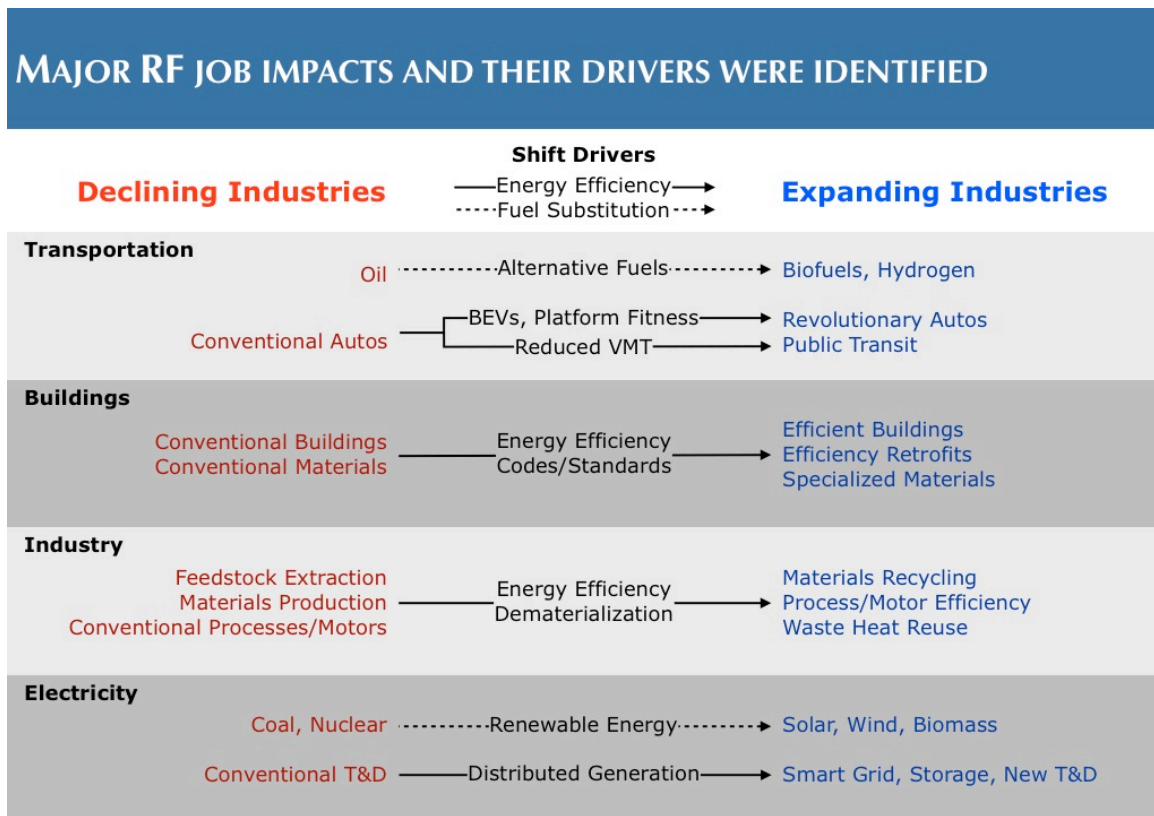 MAJOR RF JOB IMPACTS AND THEIR DRIVERS WERE IDENTIFIED
Shift Drivers
Declining Industries
Energy Efficiency
Fuel Substitution
Expanding Industries
Transportation
Oil
Alternative Fuels
Biofuels, Hydrogen
Conventional Autos
BEVs, Platform Fitness
Reduced VMT
Revolutionary Autos
Public Transit
Buildings
Conventional Buildings
Conventional Materials
Energy Efficiency
Codes/Standards
Efficient Buildings
Efficiency Retrofits
Specialized Materials
Industry
Feedstock Extraction
Materials Production
Conventional Processes/Motors
Energy Efficiency
Dematerialization
Materials Recycling
Process/Motor Efficiency
Waste Heat Reuse
Electricity
Coal, Nuclear
Renewable Energy
Solar, Wind, Biomass
Conventional T&D
Distributed Generation
Smart Grid, Storage, New T&D